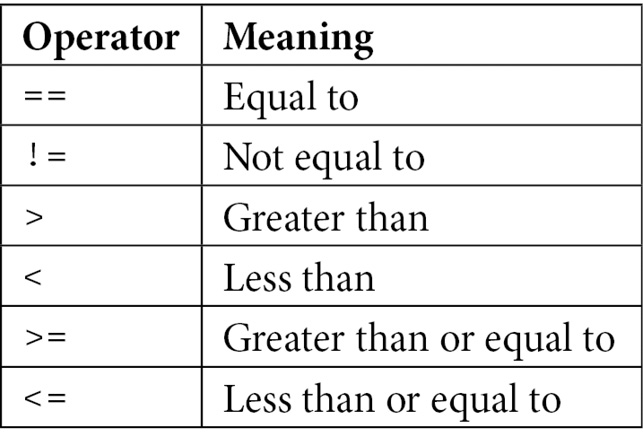 Operator Meaning
== Equal to
!= Not equal to
> Greater than
< Less than
>= Greater than or equal to
<= Less than or equal to